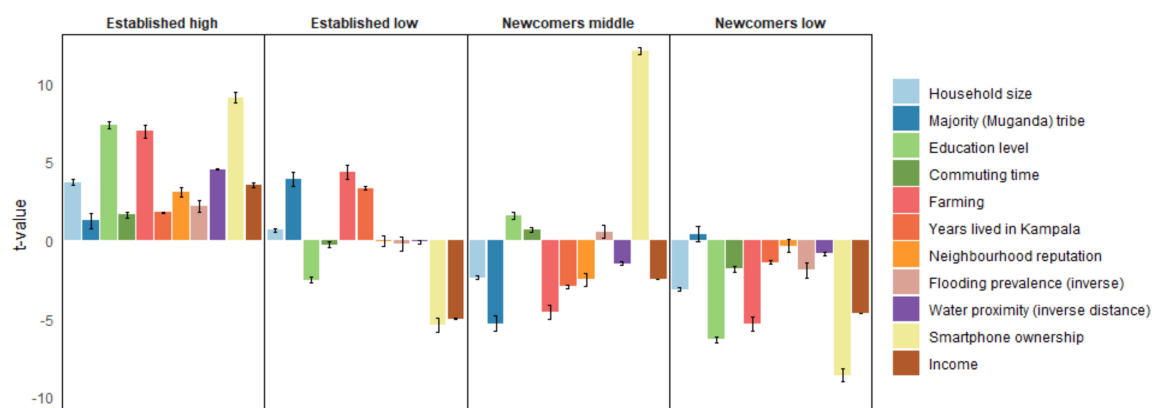 Established high
Established low
Newcomers middle
Newcomers low
t-value
10
5
0
-5
-10
Household size
Majority (Muganda) tribe
Education level
Commuting time
Farming
Years lived in Kampala
Neighbourhood reputation
Flooding prevalence (inverse)
Water proximity (inverse distance)
Smartphone ownership
Income